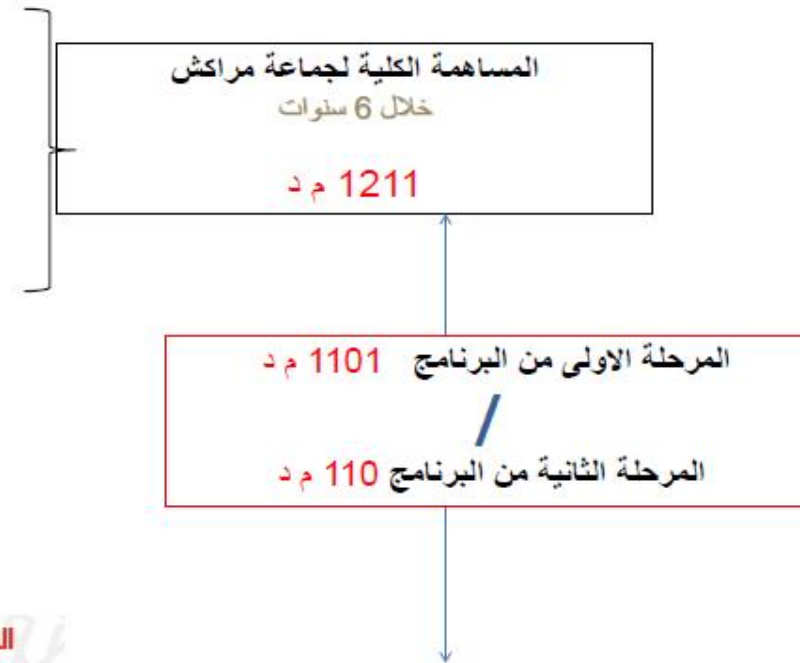 المساهمة الكلية لجماعة مراكش
خلال 6 سنوات
1211 م د
المرحلة الاولى من البرنامج 1101 م د
/
المرحلة الثانية من البرنامج 110 م د